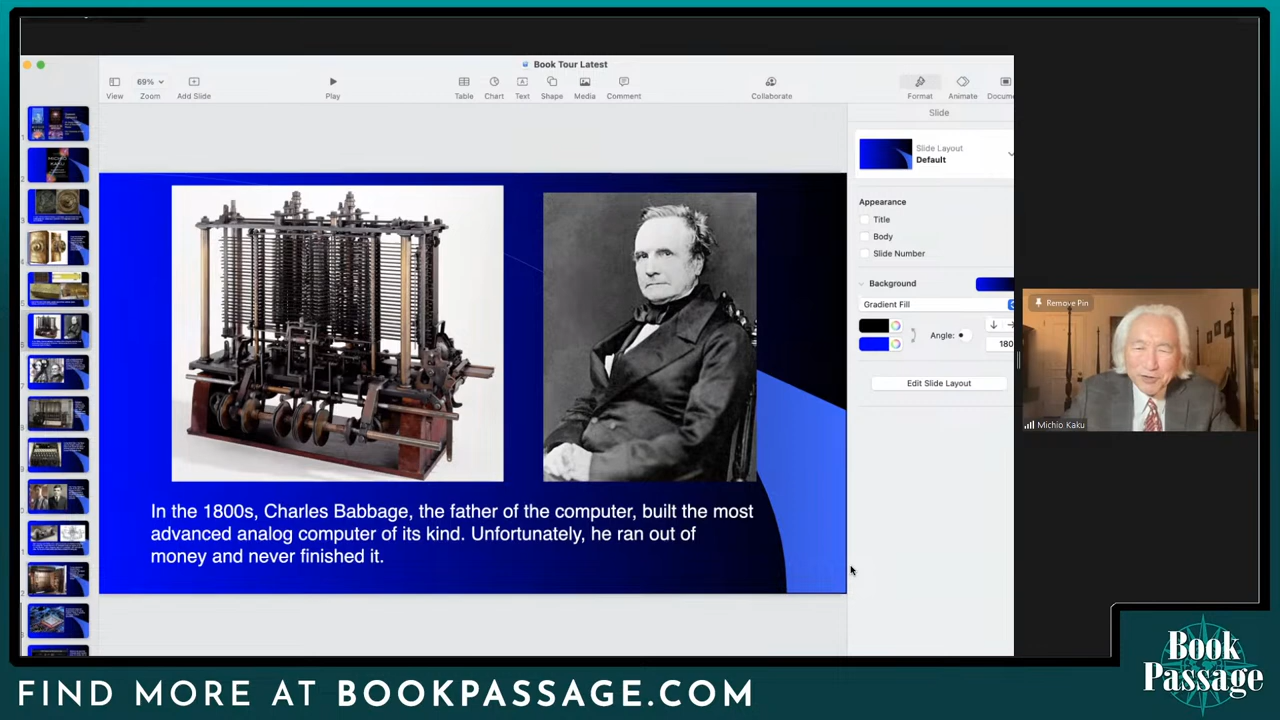 Book Tour Latest
69%
View
Zoom
Add Slide
Play
Table
Chart
Text
Shape
Media
Comment
Collaborate
Format
Animate
Slide
Slide Layout
Default
Appearance
Title
Body
Slide Number
Background
Gradient Fill
Angle:
180
Edit Slide Layout
In the 1800s, Charles Babbage, the father of the computer, built the most
advanced analog computer of its kind. Unfortunately, he ran out of
money and never finished it.
Remove Pin
Michio Kaku
FIND MORE AT BOOKPASSAGE.COM
Book
Passage